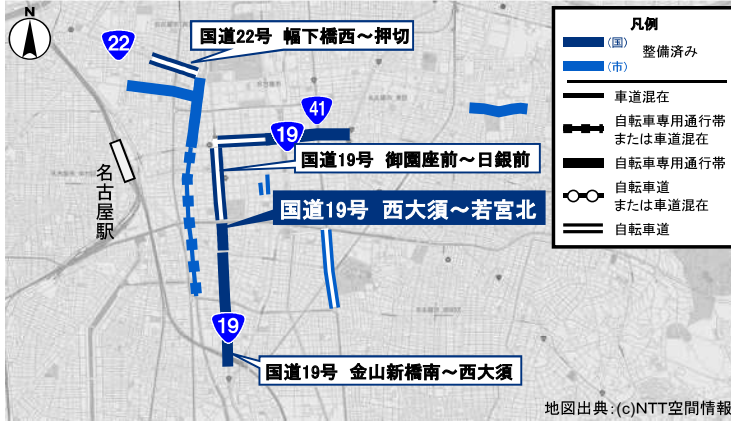 N
22
国道22号 幅下橋西～押切
41
19
国道19号 御園座前～日銀前
名古屋駅
国道19号 西大須～若宮北
19
国道19号 金山新橋南～西大須
凡例
(国)
整備済み
(市)
車道混在
自転車専用通行帯
または車道混在
自転車専用通行帯
自転車道
または車道混在
自転車道
地図出典:(c)NTT空間情報